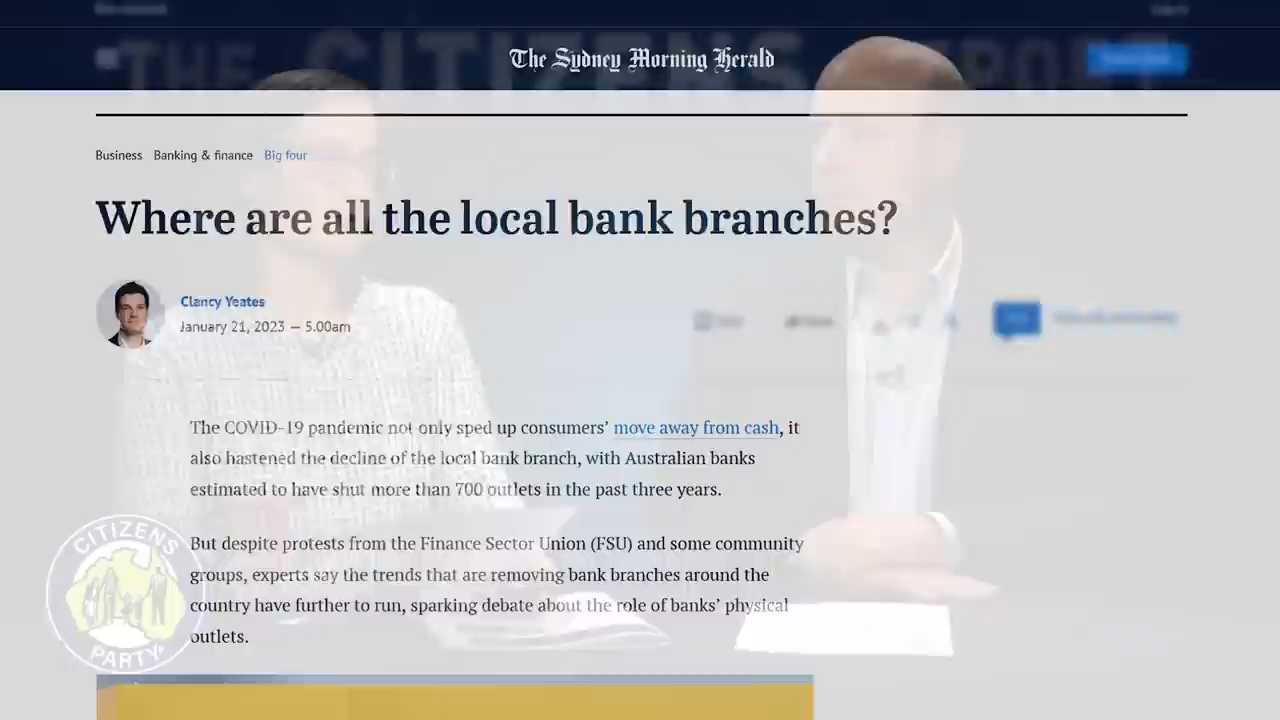 THE CITIZENS REPORT
The Sydney Morning Herald
Business Banking & finance Big four
Where are all the local bank branches?
Clancy Yeates
January 21, 2023 — 5.00am
The COVID-19 pandemic not only sped up consumers' move away from cash, it
also hastened the decline of the local bank branch, with Australian banks
estimated to have shut more than 700 outlets in the past three years.
But despite protests from the Finance Sector Union (FSU) and some community
groups, experts say the trends that are removing bank branches around the
country have further to run, sparking debate about the role of banks' physical
outlets.
CITIZENS
PARTY